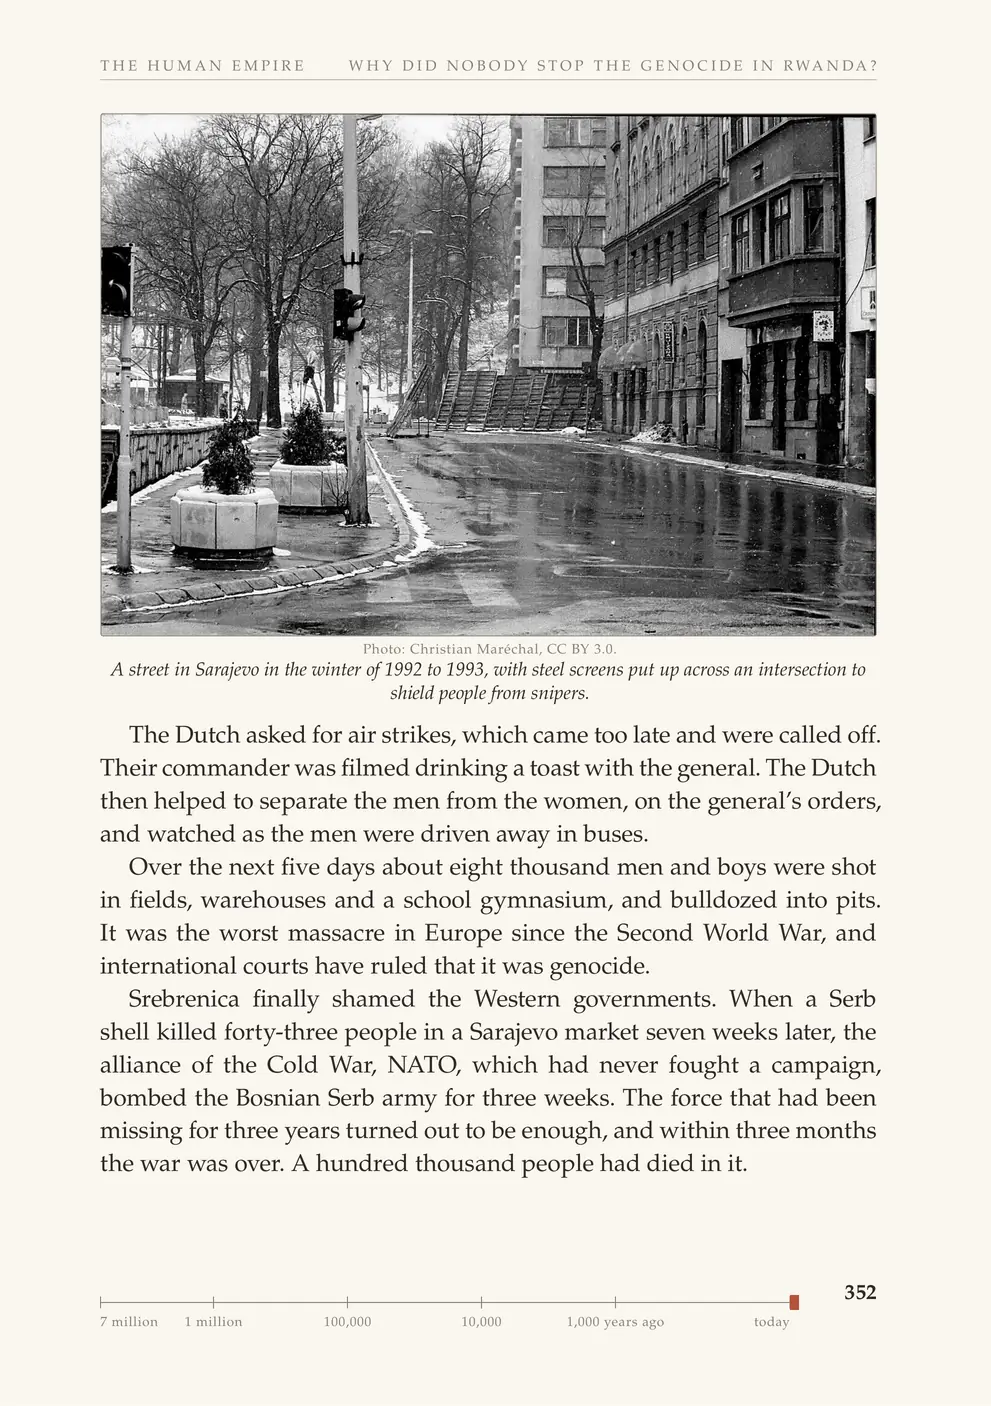 THE HUMAN EMPIRE WHY DID NOBODY STOP THE GENOCIDE IN RWANDA?
Photo: Christian Maréchal, CC BY 3.0.
A street in Sarajevo in the winter of 1992 to 1993, with steel screens put up across an intersection to
shield people from snipers.
The Dutch asked for air strikes, which came too late and were called off.
Their commander was filmed drinking a toast with the general. The Dutch
then helped to separate the men from the women, on the general’s orders,
and watched as the men were driven away in buses.
Over the next five days about eight thousand men and boys were shot
in fields, warehouses and a school gymnasium, and bulldozed into pits.
It was the worst massacre in Europe since the Second World War, and
international courts have ruled that it was genocide.
Srebrenica finally shamed the Western governments. When a Serb
shell killed forty-three people in a Sarajevo market seven weeks later, the
alliance of the Cold War, NATO, which had never fought a campaign,
bombed the Bosnian Serb army for three weeks. The force that had been
missing for three years turned out to be enough, and within three months
the war was over. A hundred thousand people had died in it.
352
7 million 1 million 100,000 10,000 1,000 years ago today